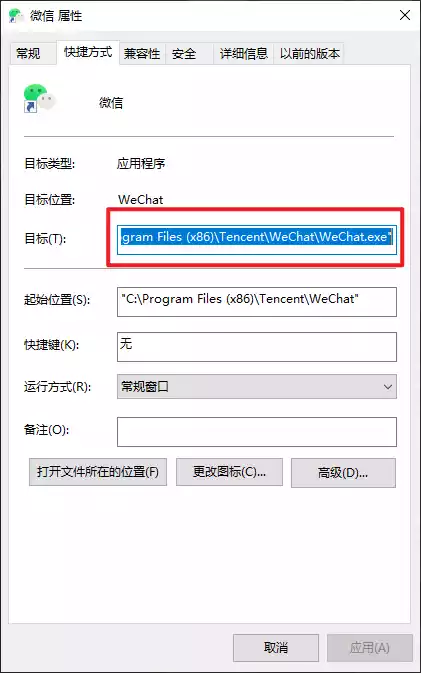 微信 属性
常规 快捷方式 兼容性 安全 详细信息 以前的版本
微信
目标类型: 应用程序
目标位置: WeChat
目标(T): gram Files (x86)\Tencent\WeChat\WeChat.exe"
起始位置(S): "C:\Program Files (x86)\Tencent\WeChat"
快捷键(K): 无
运行方式(R): 常规窗口
备注(O):
打开文件所在的位置(F) 更改图标(C)... 高级(D)...
取消 应用(A)